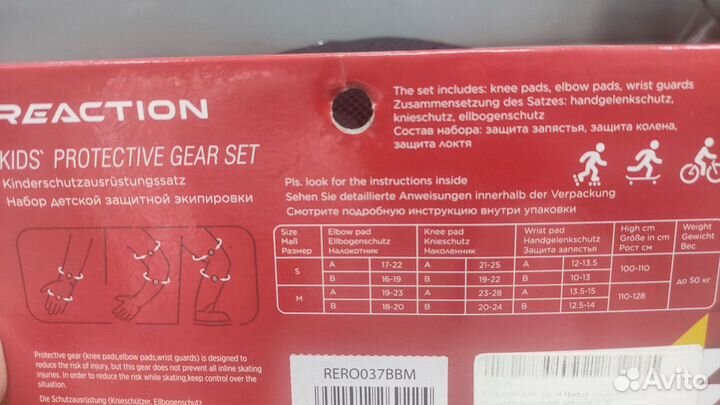 REACTION
KIDS` PROTECTIVE GEAR SET
Kinderschutzausrüstungssatz
Набор детской защитной экипировки
The set includes: knee pads, elbow pads, wrist guards
Zusammensetzung des Satzes: handgelenkschutz,
knieschutz, ellbogenschutz
Состав набора: защита запястья, защита колена,
защита локтя
Pls. look for the instructions inside
Sehen Sie detailierte Anweisungen innerhalb der Verpackung
Смотрите подробную инструкцию внутри упаковки
Size Elbow pad Knee pad Wrist pad High cm Weight
Maß Ellbogenschutz Knieschutz Handgelenkschutz Größe in cm Gewicht
Размер Налокотник Наколенник Защита запястья Рост см Вес
S A 17-22 A 21-25 A 12-13.5 100-110 до 50 кг
B 16-19 B 19-22 B 10-13
M A 19-23 A 23-28 A 13.5-15 110-128
B 18-20 B 20-24 B 12.5-14
A
B
A
B
A
B
Protective gear (knee pads,elbow pads,wrist guards) is designed to
reduce the risk of injury, but this gear does not prevent all inline skating
injuries. In order to reduce the risk while skating,keep control over the
situation.
Die Schutzausrüstung (Knieschützer, Ellbogenschutz
RERO037BBM
Avito